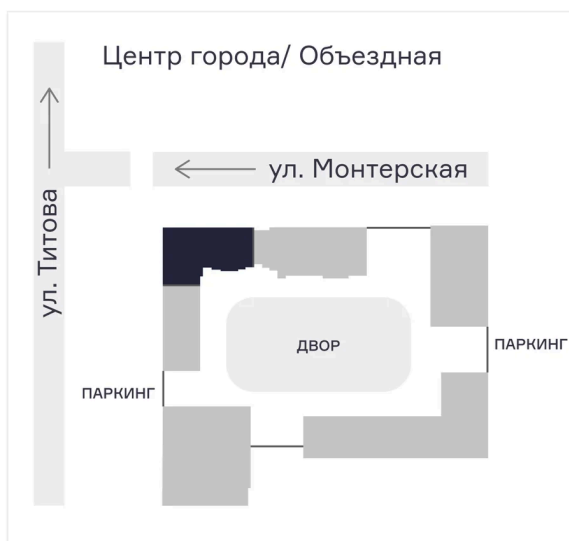 Центр города/ Объездная
ул. Монтерская
ул. Титова
ДВОР
ПАРКИНГ
ПАРКИНГ